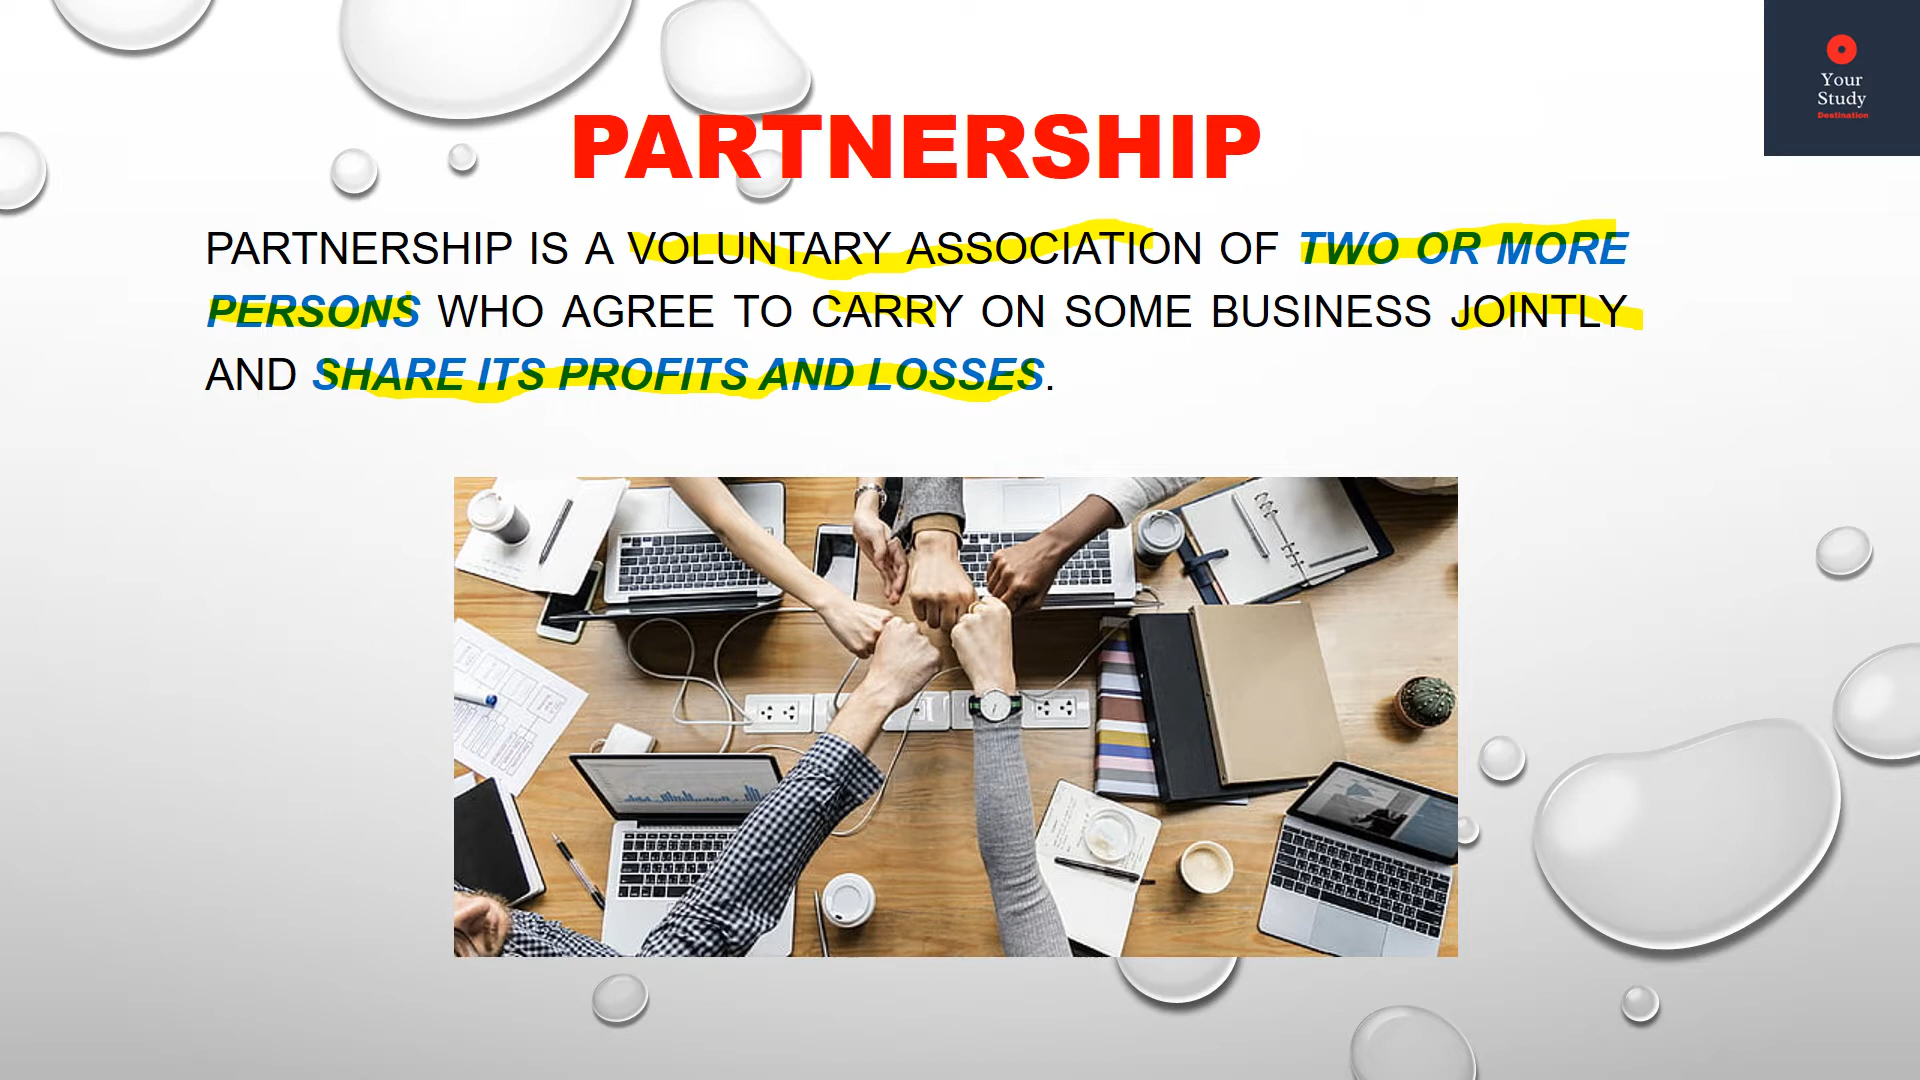 PARTNERSHIP
PARTNERSHIP IS A VOLUNTARY ASSOCIATION OF TWO OR MORE
PERSONS WHO AGREE TO CARRY ON SOME BUSINESS JOINTLY
AND SHARE ITS PROFITS AND LOSSES.
Your
Study
Destination